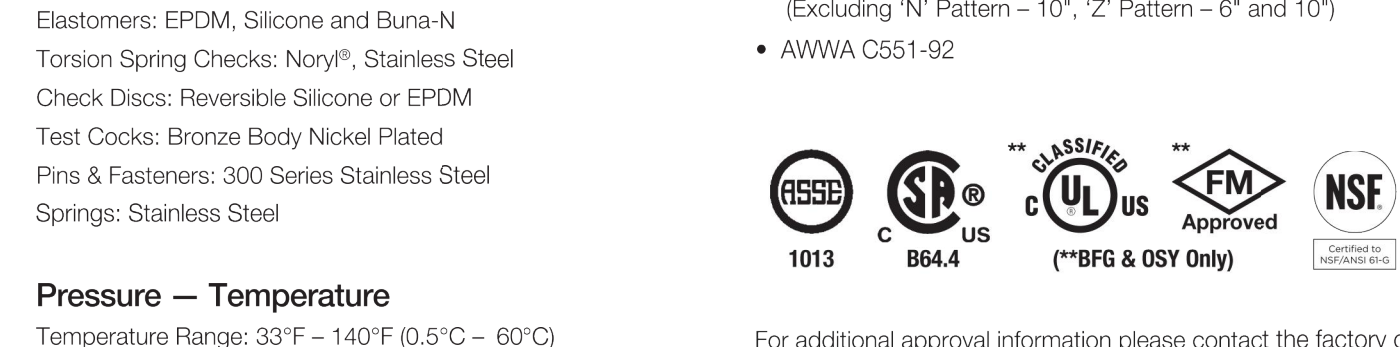 Elastomers: EPDM, Silicone and Buna-N
Torsion Spring Checks: Noryl®, Stainless Steel
Check Discs: Reversible Silicone or EPDM
Test Cocks: Bronze Body Nickel Plated
Pins & Fasteners: 300 Series Stainless Steel
Springs: Stainless Steel
Pressure — Temperature
Temperature Range: 33°F – 140°F (0.5°C – 60°C)
(Excluding ‘N’ Pattern – 10", ‘Z’ Pattern – 6" and 10")
• AWWA C551-92
ASSE
1013
SA ®
C US
B64.4
** CLASSIFIED
C UL ® US
** FM
Approved
(**BFG & OSY Only)
NSF.
Certified to
NSF/ANSI 61-G
For additional approval information please contact the factory